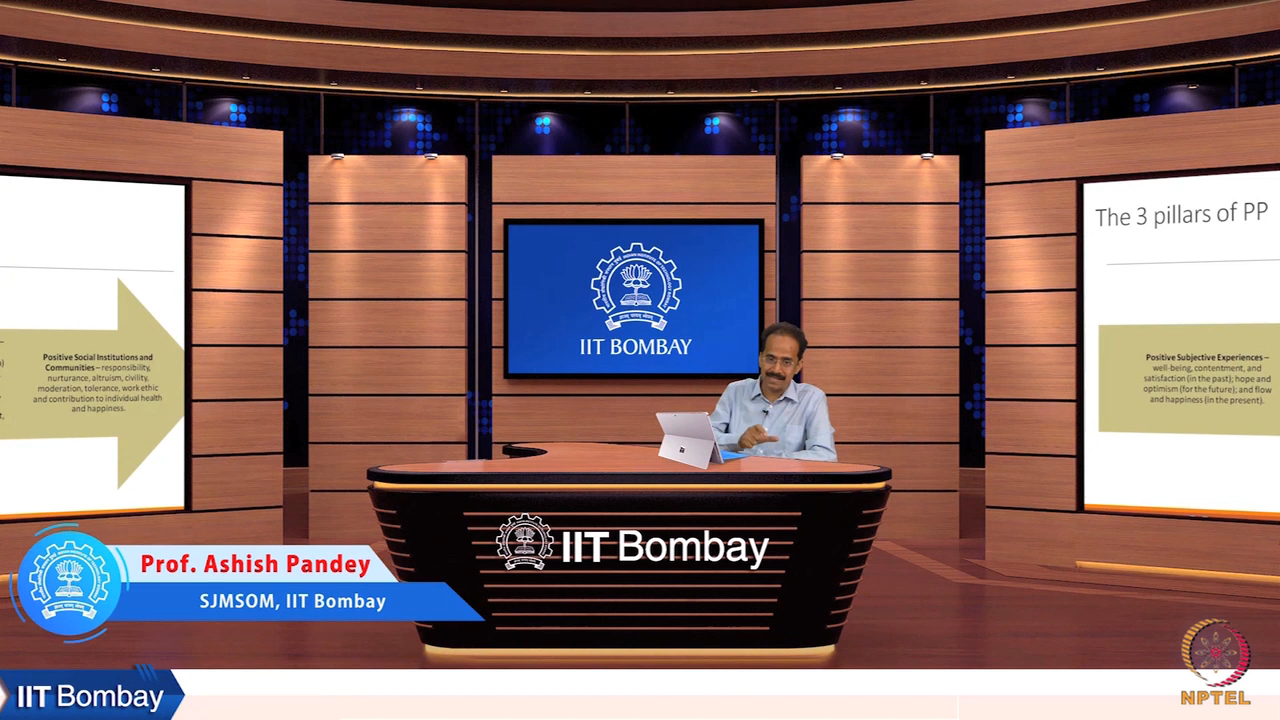 Positive Social Institutions and
Communities – responsibility,
nurturance, altruism, civility,
moderation, tolerance, work ethic
and contribution to individual health
and happiness.
IIT BOMBAY
The 3 pillars of PP
Positive Subjective Experiences –
well-being, contentment, and
satisfaction (in the past); hope and
optimism (for the future); and flow
and happiness (in the present).
IIT Bombay
Prof. Ashish Pandey
SJMSOM, IIT Bombay
IIT Bombay
NPTEL